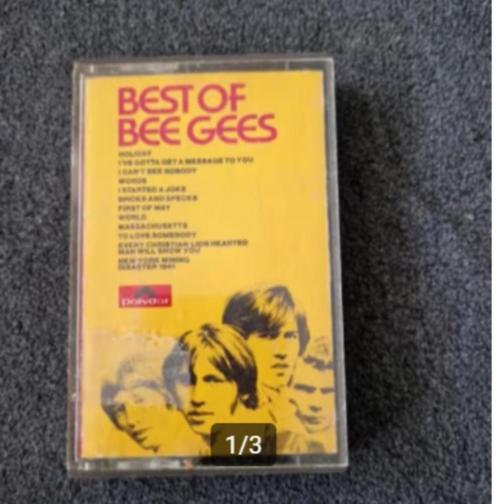 BEST OF
BEE GEES
HOLIDAY
I'VE GOTTA GET A MESSAGE TO YOU
I CAN'T SEE NOBODY
WORDS
I STARTED A JOKE
SPICKS AND SPECKS
FIRST OF MAY
WORLD
MASSACHUSETTS
TO LOVE SOMEBODY
EVERY CHRISTIAN LION HEARTED
MAN WILL SHOW YOU
NEW YORK MINING
DISASTER 1941
polydor
1/3